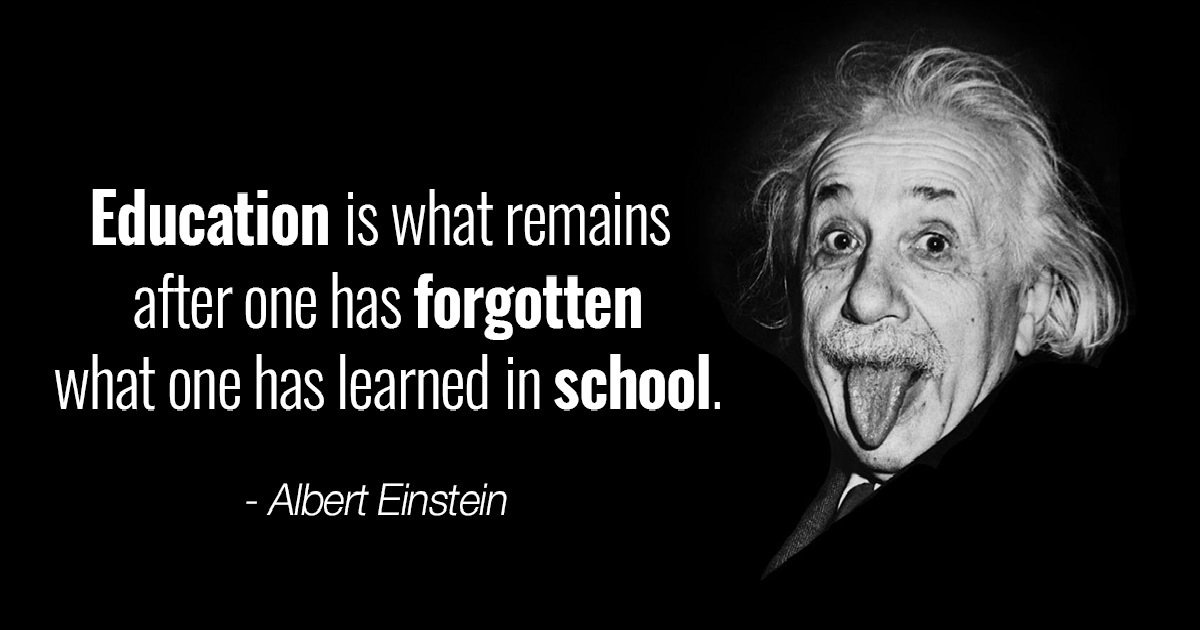 Education is what remains
after one has forgotten
what one has learned in school.
- Albert Einstein